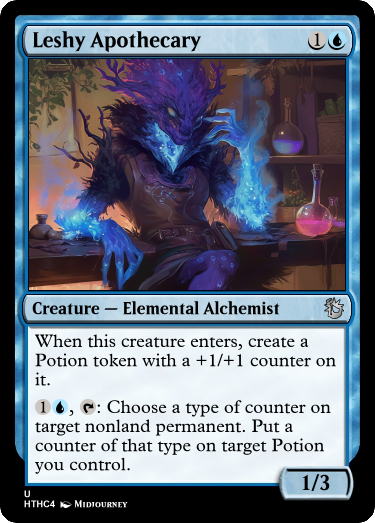 Leshy Apothecary 1
Creature — Elemental Alchemist
When this creature enters, create a
Potion token with a +1/+1 counter on
it.
1 , : Choose a type of counter on
target nonland permanent. Put a
counter of that type on target Potion
you control.
1/3
U
HTHC4 Midjourney